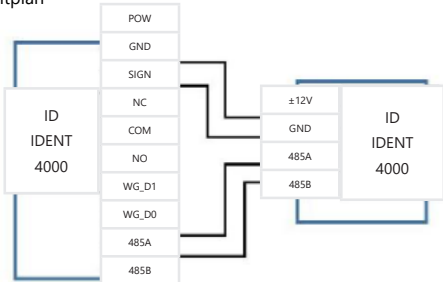 ltplan
POW
GND
SIGN
NC
COM
NO
WG_D1
WG_D0
485A
485B
ID
IDENT
4000
±12V
GND
485A
485B
ID
IDENT
4000